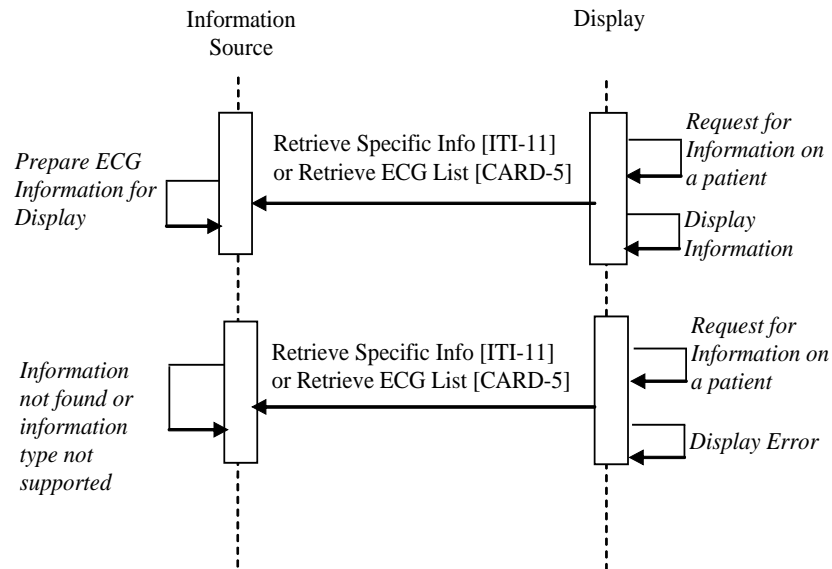 Information
Source
Display
Retrieve Specific Info [ITI-11]
or Retrieve ECG List [CARD-5]
Request for
Information on
a patient
Prepare ECG
Information for
Display
Display
Information
Retrieve Specific Info [ITI-11]
or Retrieve ECG List [CARD-5]
Request for
Information on
a patient
Information
not found or
information
type not
supported
Display Error